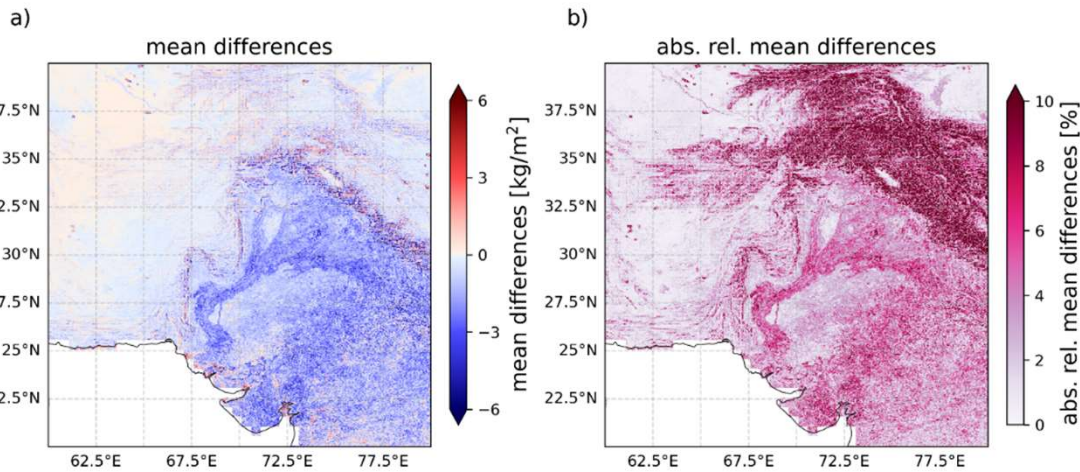 a)
mean differences
7.5°N
35°N
2.5°N
30°N
7.5°N
25°N
2.5°N
62.5°E 67.5°E 72.5°E 77.5°E
6
3
0
−3
−6
mean differences [kg/m²]
b)
abs. rel. mean differences
37.5°N
35°N
32.5°N
30°N
27.5°N
25°N
22.5°N
62.5°E 67.5°E 72.5°E 77.5°E
10
8
6
4
2
0
abs. rel. mean differences [%]